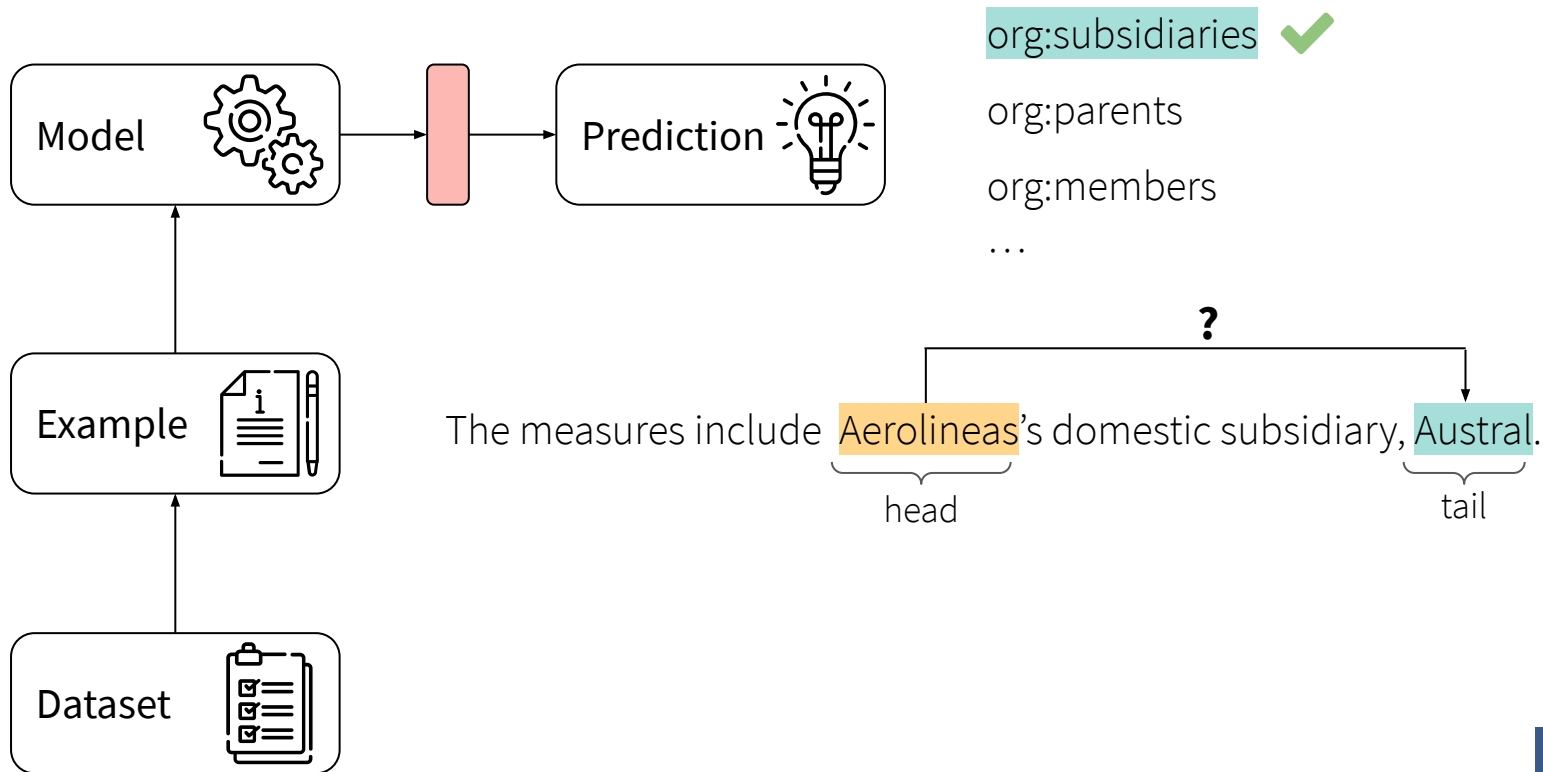 org:subsidiaries
Model
Prediction
org:parents
org:members
…
?
Example
i
The measures include Aerolineas’s domestic subsidiary, Austral.
head
tail
Dataset